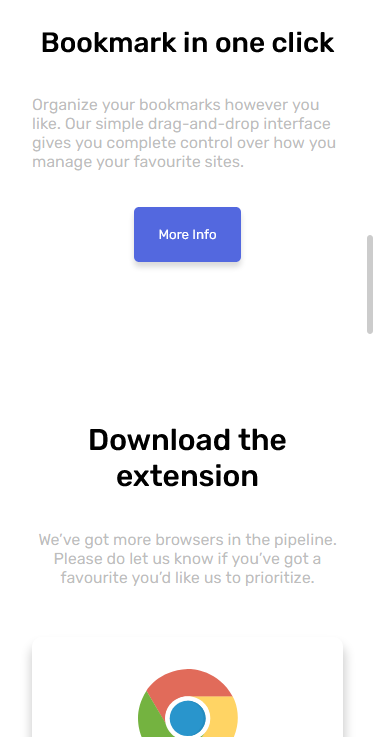 Bookmark in one click
Organize your bookmarks however you
like. Our simple drag-and-drop interface
gives you complete control over how you
manage your favourite sites.
More Info
Download the
extension
We’ve got more browsers in the pipeline.
Please do let us know if you’ve got a
favourite you’d like us to prioritize.